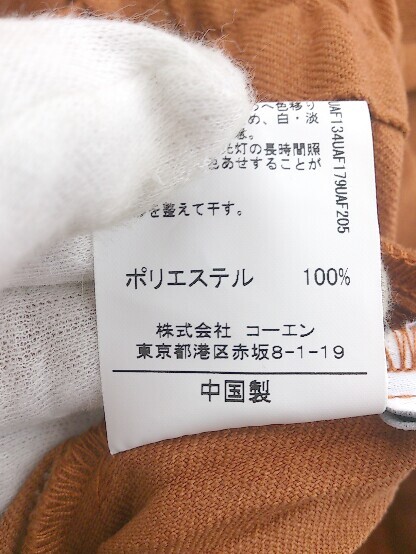 へ色移り
め、白・淡
。
光灯の長時間照
色あせすることが
を整えて干す。
ポリエステル 100%
株式会社 コーエン
東京都港区赤坂8-1-19
中国製
UAF134UAF179UAF205